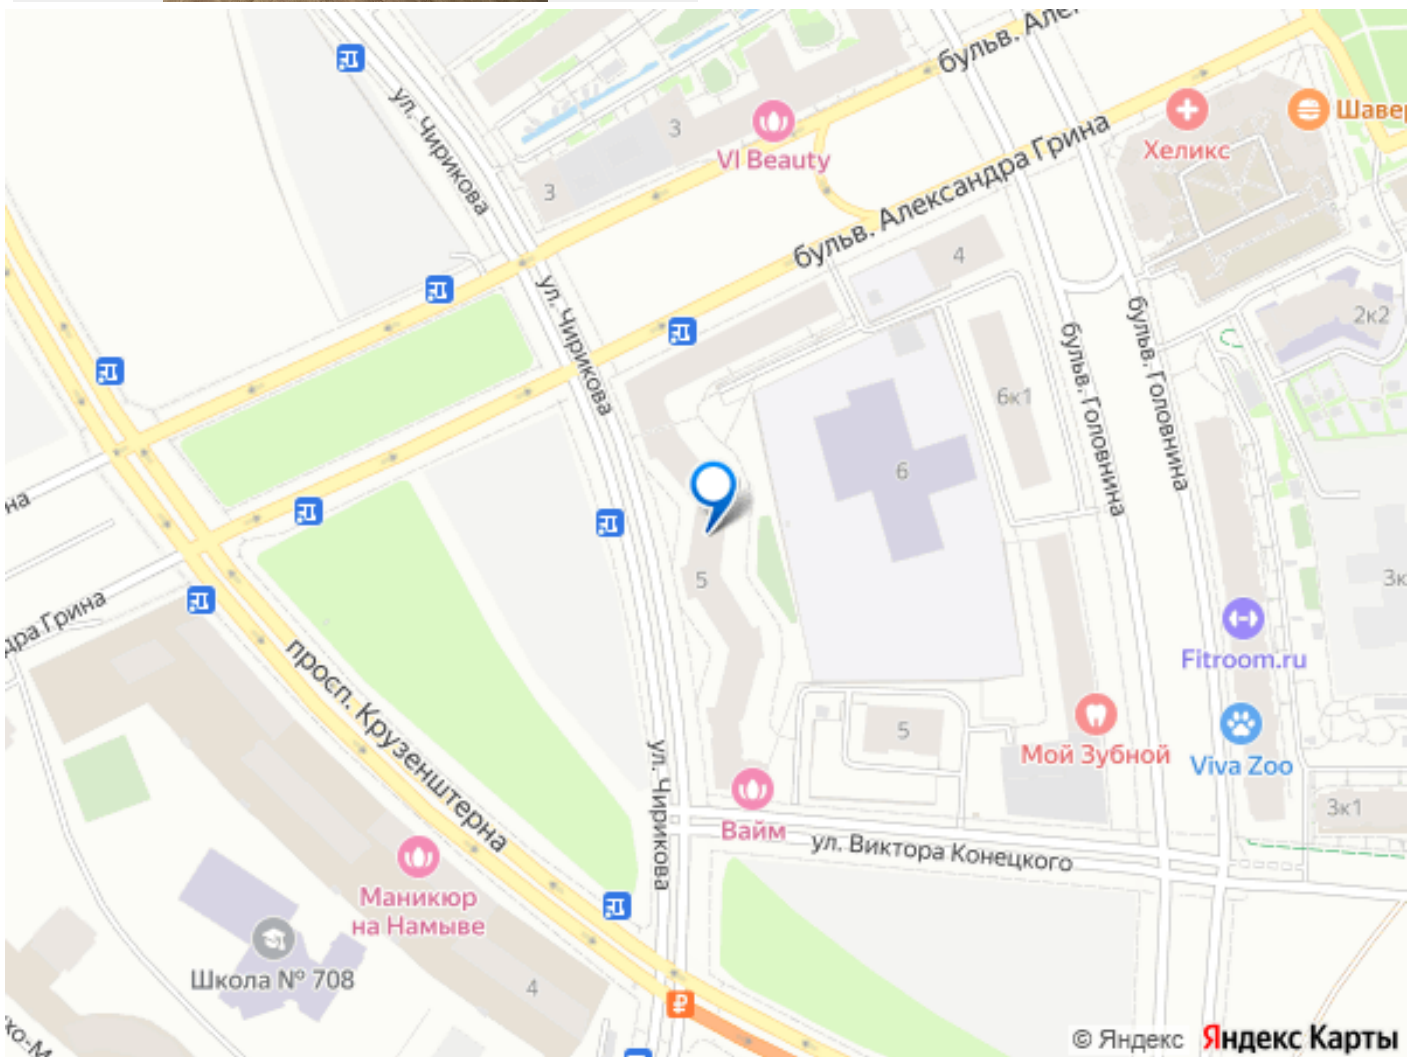 бульв. Але
ул. Чирикова
3
VI Beauty
3
бульв. Александра Грина
Хеликс
Шавер
4
2к2
ул. Чирикова
бульв. Головнина
бульв. Головнина
6к1
6
на
5
дра Грина
3к
Fitroom.ru
просп. Крузенштерна
5
Мой Зубной
Viva Zoo
ул. Чирикова
Вайм
3к1
ул. Виктора Конецкого
Маникюр
на Намыве
Школа № 708
4
хо-М
© Яндекс Яндекс Карты